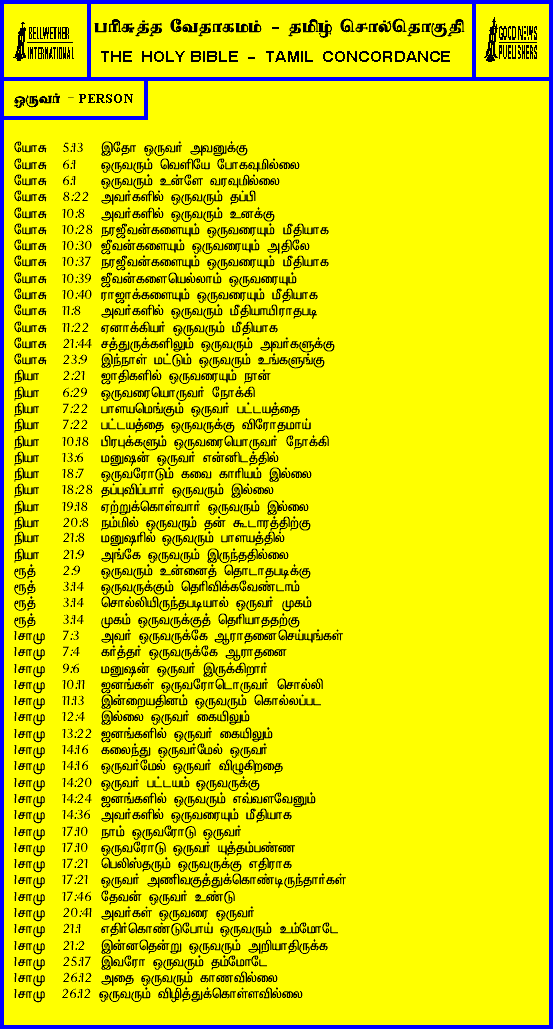 BELLWETHER
INTERNATIONAL
பரிசுத்த வேதாகமம் - தமிழ் சொல்தொகுதி
THE HOLY BIBLE - TAMIL CONCORDANCE
GOOD NEWS
PUBLISHERS
ஒருவர் - PERSON
யோசு 5:13 இதோ ஒருவர் அவனுக்கு
யோசு 6:1 ஒருவரும் வெளியே போகவுமில்லை
யோசு 6:1 ஒருவரும் உள்ளே வரவுமில்லை
யோசு 8:22 அவர்களில் ஒருவரும் தப்பி
யோசு 10:8 அவர்களில் ஒருவரும் உனக்கு
யோசு 10:28 நரஜீவன்களையும் ஒருவரையும் மீதியாக
யோசு 10:30 ஜீவன்களையும் ஒருவரையும் அதிலே
யோசு 10:37 நரஜீவன்களையும் ஒருவரையும் மீதியாக
யோசு 10:39 ஜீவன்களையெல்லாம் ஒருவரையும்
யோசு 10:40 ராஜாக்களையும் ஒருவரையும் மீதியாக
யோசு 11:8 அவர்களில் ஒருவரும் மீதியாயிராதபடி
யோசு 11:22 ஏனாக்கியர் ஒருவரும் மீதியாக
யோசு 21:44 சத்துருக்களிலும் ஒருவரும் அவர்களுக்கு
யோசு 23:9 இந்நாள் மட்டும் ஒருவரும் உங்களுங்கு
நியா 2:21 ஜாதிகளில் ஒருவரையும் நான்
நியா 6:29 ஒருவரையொருவர் நோக்கி
நியா 7:22 பாளயமெங்கும் ஒருவர் பட்டயத்தை
நியா 7:22 பட்டயத்தை ஒருவருக்கு விரோதமாய்
நியா 10:18 பிரபுக்களும் ஒருவரையொருவர் நோக்கி
நியா 13:6 மனுஷன் ஒருவர் என்னிடத்தில்
நியா 18:7 ஒருவரோடும் கவை காரியம் இல்லை
நியா 18:28 தப்புவிப்பார் ஒருவரும் இல்லை
நியா 19:18 ஏற்றுக்கொள்வார் ஒருவரும் இல்லை
நியா 20:8 நம்மில் ஒருவரும் தன் கூடாரத்திற்கு
நியா 21:8 மனுஷரில் ஒருவரும் பாளயத்தில்
நியா 21:9 அங்கே ஒருவரும் இருந்ததில்லை
ரூத் 2:9 ஒருவரும் உன்னைத் தொடாதபடிக்கு
ரூத் 3:14 ஒருவருக்கும் தெரிவிக்கவேண்டாம்
ரூத் 3:14 சொல்லியிருந்தபடியால் ஒருவர் முகம்
ரூத் 3:14 முகம் ஒருவருக்குத் தெரியாததற்கு
1சாமு 7:3 அவர் ஒருவருக்கே ஆராதனைசெய்யுங்கள்
1சாமு 7:4 கர்த்தர் ஒருவருக்கே ஆராதனை
1சாமு 9:6 மனுஷன் ஒருவர் இருக்கிறார்
1சாமு 10:11 ஜனங்கள் ஒருவரோடொருவர் சொல்லி
1சாமு 11:13 இன்றையதினம் ஒருவரும் கொல்லப்பட
1சாமு 12:4 இல்லை ஒருவர் கையிலும்
1சாமு 13:22 ஜனங்களில் ஒருவர் கையிலும்
1சாமு 14:16 கலைந்து ஒருவர்மேல் ஒருவர்
1சாமு 14:16 ஒருவர்மேல் ஒருவர் விழுகிறதை
1சாமு 14:20 ஒருவர் பட்டயம் ஒருவருக்கு
1சாமு 14:24 ஜனங்களில் ஒருவரும் எவ்வளவேனும்
1சாமு 14:36 அவர்களில் ஒருவரையும் மீதியாக
1சாமு 17:10 நாம் ஒருவரோடு ஒருவர்
1சாமு 17:10 ஒருவரோடு ஒருவர் யுத்தம்பண்ண
1சாமு 17:21 பெலிஸ்தரும் ஒருவருக்கு எதிராக
1சாமு 17:21 ஒருவர் அணிவகுத்துக்கொண்டிருந்தார்கள்
1சாமு 17:46 தேவன் ஒருவர் உண்டு
1சாமு 20:41 அவர்கள் ஒருவரை ஒருவர்
1சாமு 21:1 எதிர்கொண்டுபோய் ஒருவரும் உம்மோடே
1சாமு 21:2 இன்னதென்று ஒருவரும் அறியாதிருக்க
1சாமு 25:17 இவரோ ஒருவரும் தம்மோடே
1சாமு 26:12 அதை ஒருவரும் காணவில்லை
1சாமு 26:12 ஒருவரும் விழித்துக்கொள்ளவில்லை